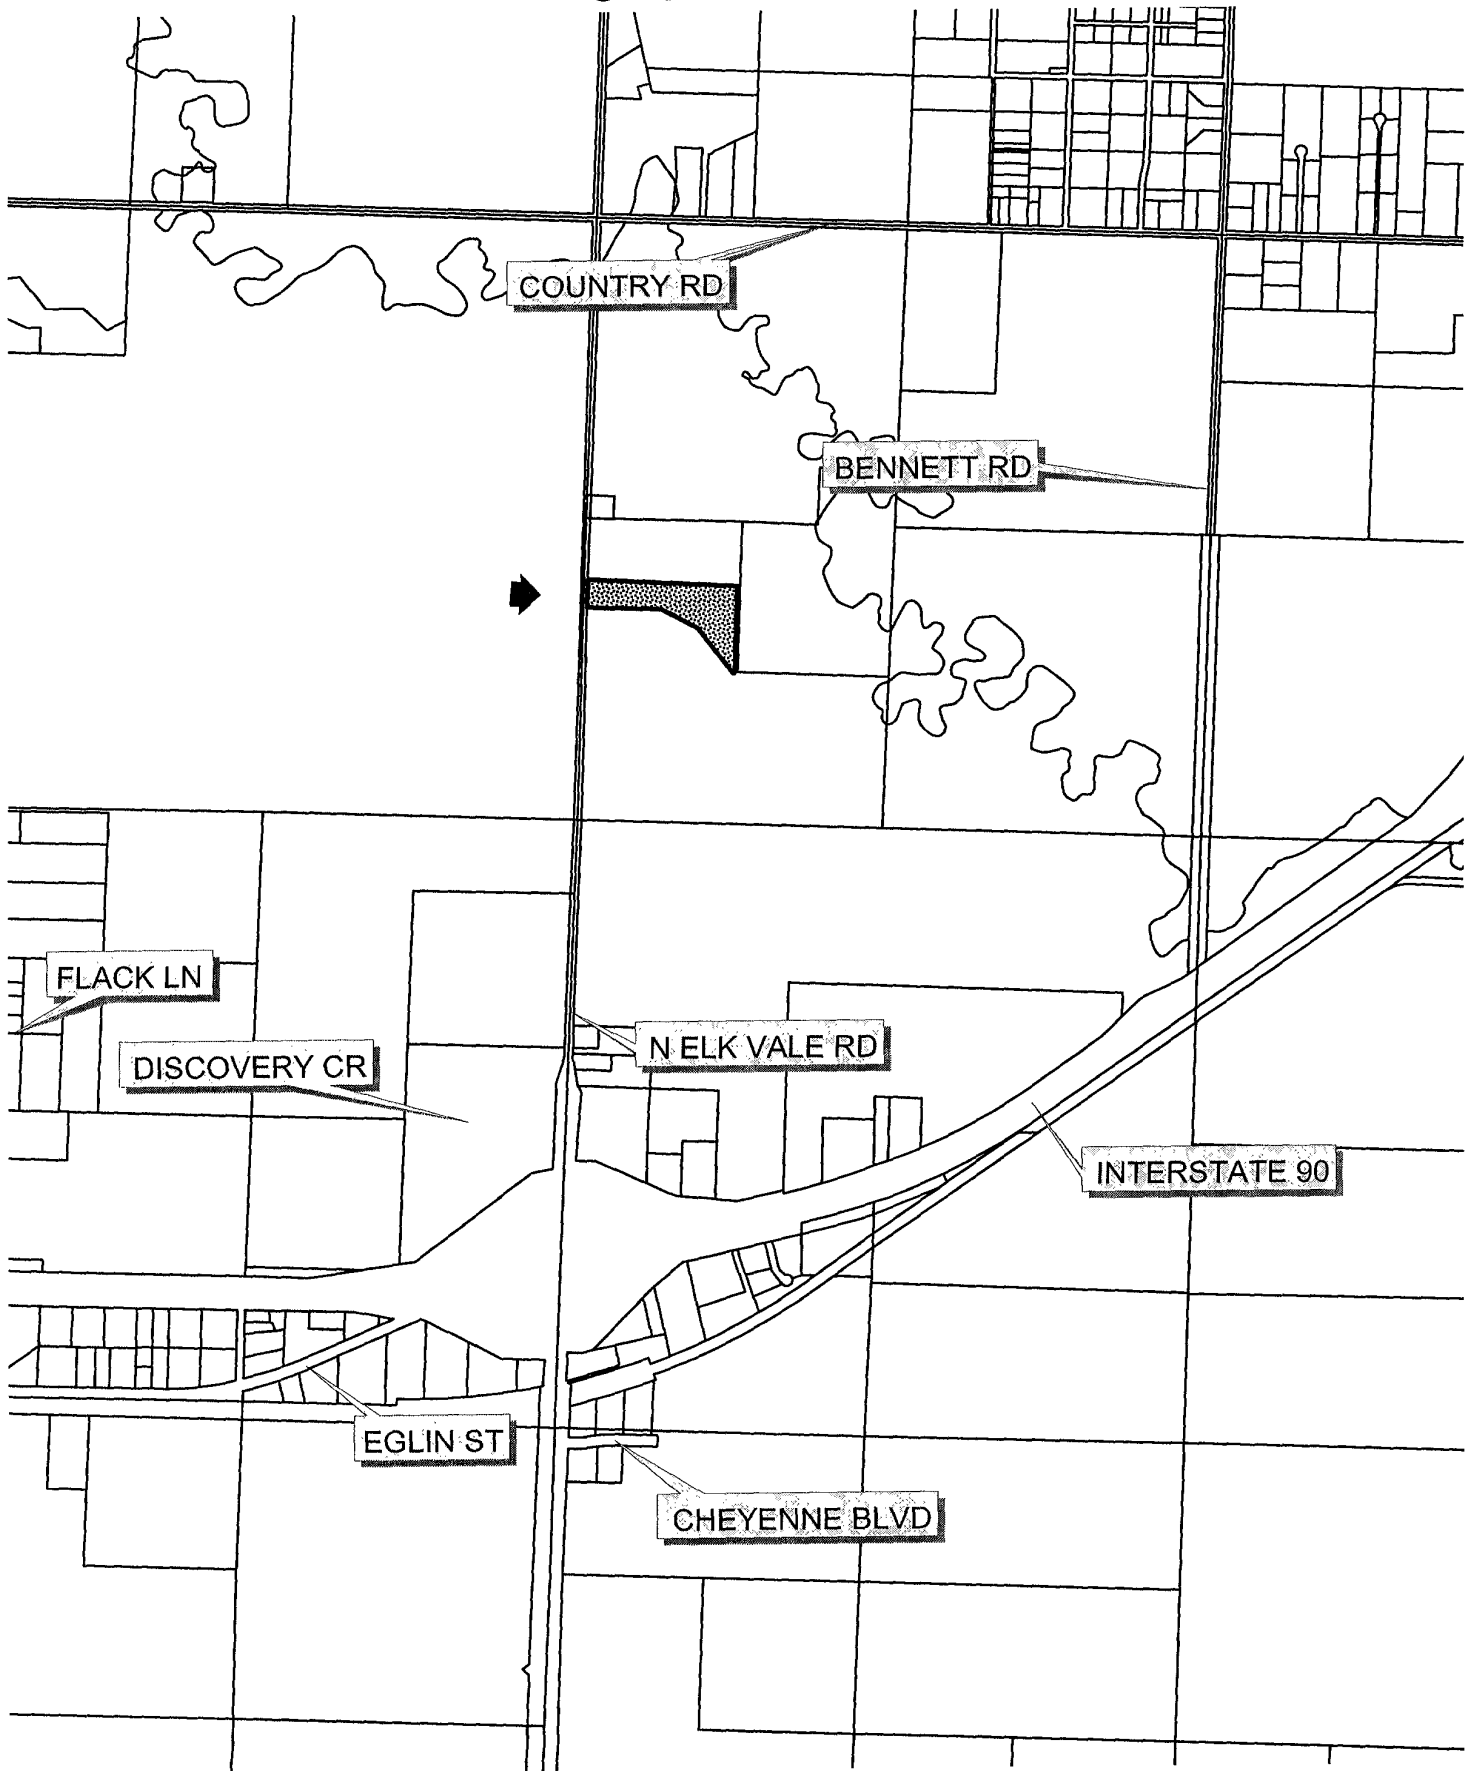 COUNTRY RD
BENNETT RD
FLACK LN
N ELK VALE RD
DISCOVERY CR
INTERSTATE 90
EGLIN ST
CHEYENNE BLVD